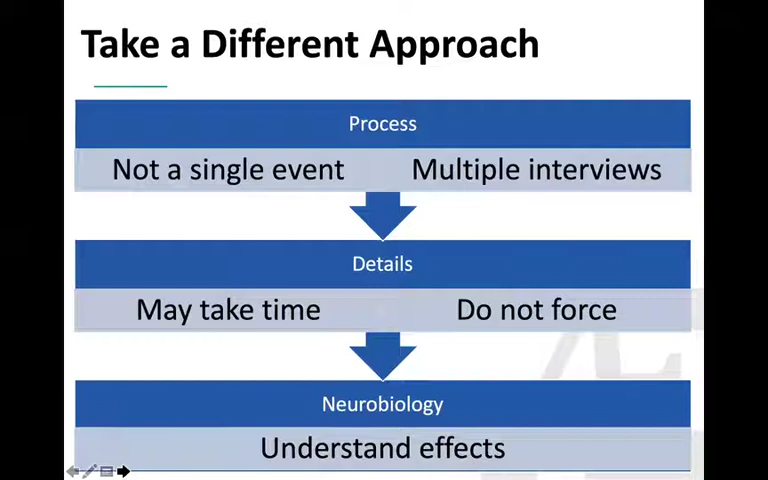 Take a Different Approach
Process
Not a single event
Multiple interviews
Details
May take time
Do not force
Neurobiology
Understand effects